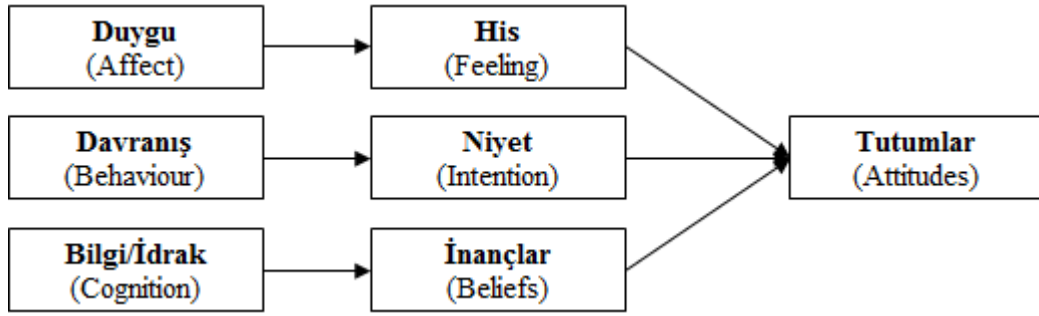 Duygu
(Affect)
His
(Feeling)
Davranış
(Behaviour)
Niyet
(Intention)
Tutumlar
(Attitudes)
Bilgi/İdrak
(Cognition)
İnançlar
(Beliefs)